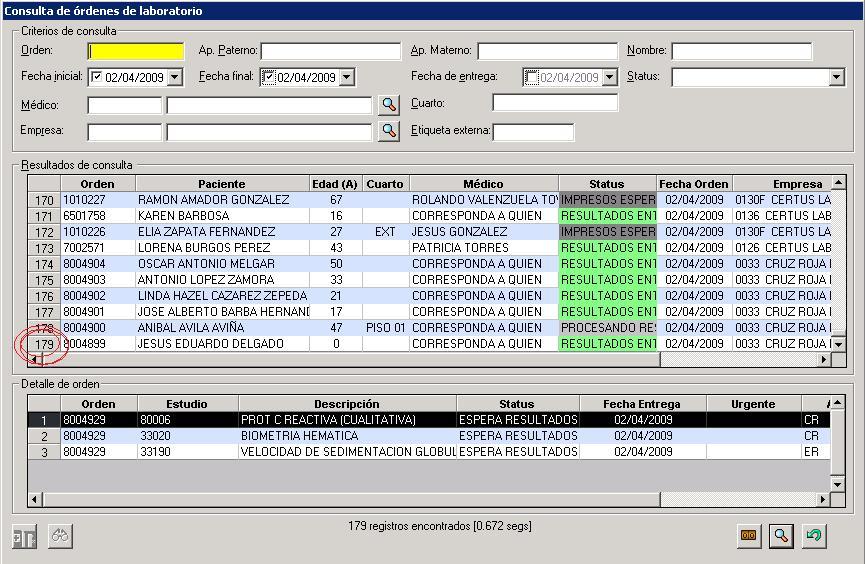 Consulta de órdenes de laboratorio
Criterios de consulta
Orden: Ap. Paterno: Ap. Materno: Nombre:
Fecha inicial: 02/04/2009 Fecha final: 02/04/2009 Fecha de entrega: 02/04/2009 Status:
Médico: Cuarto:
Empresa: Etiqueta externa:
Resultados de consulta
Orden Paciente Edad (A) Cuarto Médico Status Fecha Orden Empresa
170 1010227 RAMON AMADOR GONZALEZ 67 ROLANDO VALENZUELA TO IMPRESOS ESPER 02/04/2009 0130F CERTUS LA
171 6501758 KAREN BARBOSA 16 CORRESPONDA A QUIEN RESULTADOS ENT 02/04/2009 0136 CERTUS LAB
172 1010226 ELIA ZAPATA FERNANDEZ 27 EXT JESUS GONZALEZ IMPRESOS ESPER 02/04/2009 0130F CERTUS LA
173 7002571 LORENA BURGOS PEREZ 43 PATRICIA TORRES RESULTADOS ENT 02/04/2009 0126 CERTUS LAB
174 8004904 OSCAR ANTONIO MELGAR 50 CORRESPONDA A QUIEN RESULTADOS ENT 02/04/2009 0033 CRUZ ROJA
175 8004903 ANTONIO LOPEZ ZAMORA 33 CORRESPONDA A QUIEN RESULTADOS ENT 02/04/2009 0033 CRUZ ROJA
176 8004902 LINDA HAZEL CAZAREZ ZEPEDA 21 CORRESPONDA A QUIEN RESULTADOS ENT 02/04/2009 0033 CRUZ ROJA
177 8004901 JOSE ALBERTO BARBA HERNAN 17 CORRESPONDA A QUIEN RESULTADOS ENT 02/04/2009 0033 CRUZ ROJA
178 8004900 ANIBAL AVILA AVIÑA 47 PISO 01 CORRESPONDA A QUIEN PROCESANDO RE 02/04/2009 0033 CRUZ ROJA
179 8004899 JESUS EDUARDO DELGADO 0 CORRESPONDA A QUIEN RESULTADOS ENT 02/04/2009 0033 CRUZ ROJA
Detalle de orden
Orden Estudio Descripción Status Fecha Entrega Urgente
1 8004929 80006 PROT C REACTIVA (CUALITATIVA) ESPERA RESULTADOS 02/04/2009 CR
2 8004929 33020 BIOMETRIA HEMATICA ESPERA RESULTADOS 02/04/2009 CR
3 8004929 33190 VELOCIDAD DE SEDIMENTACION GLOBUL ESPERA RESULTADOS 02/04/2009 ER
179 registros encontrados [0.672 segs]